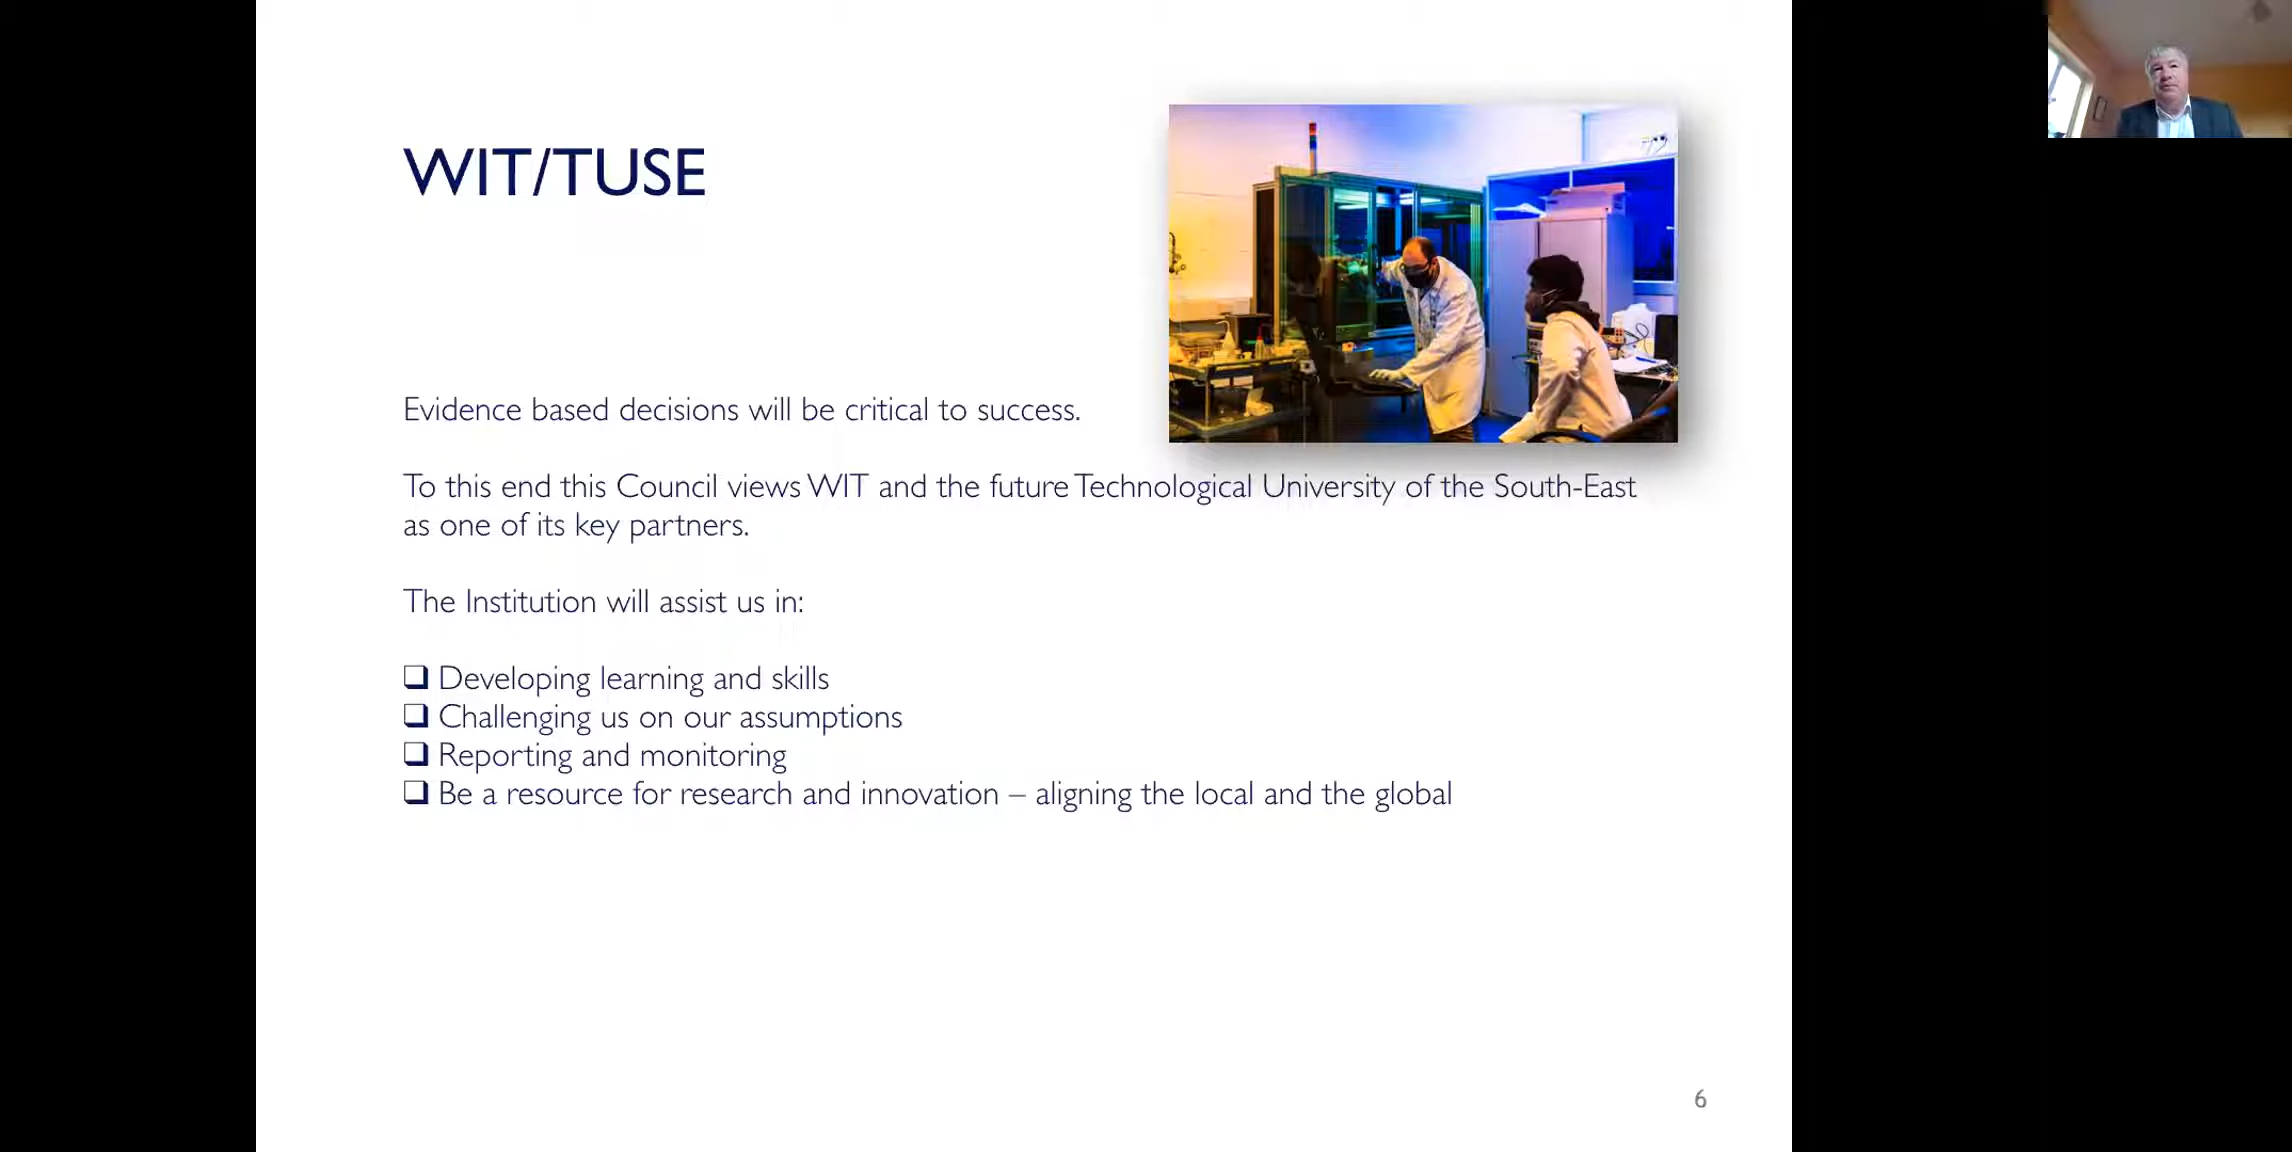 WIT/TUSE
Evidence based decisions will be critical to success.
To this end this Council views WIT and the future Technological University of the South-East
as one of its key partners.
The Institution will assist us in:
❑ Developing learning and skills
❑ Challenging us on our assumptions
❑ Reporting and monitoring
❑ Be a resource for research and innovation – aligning the local and the global
6